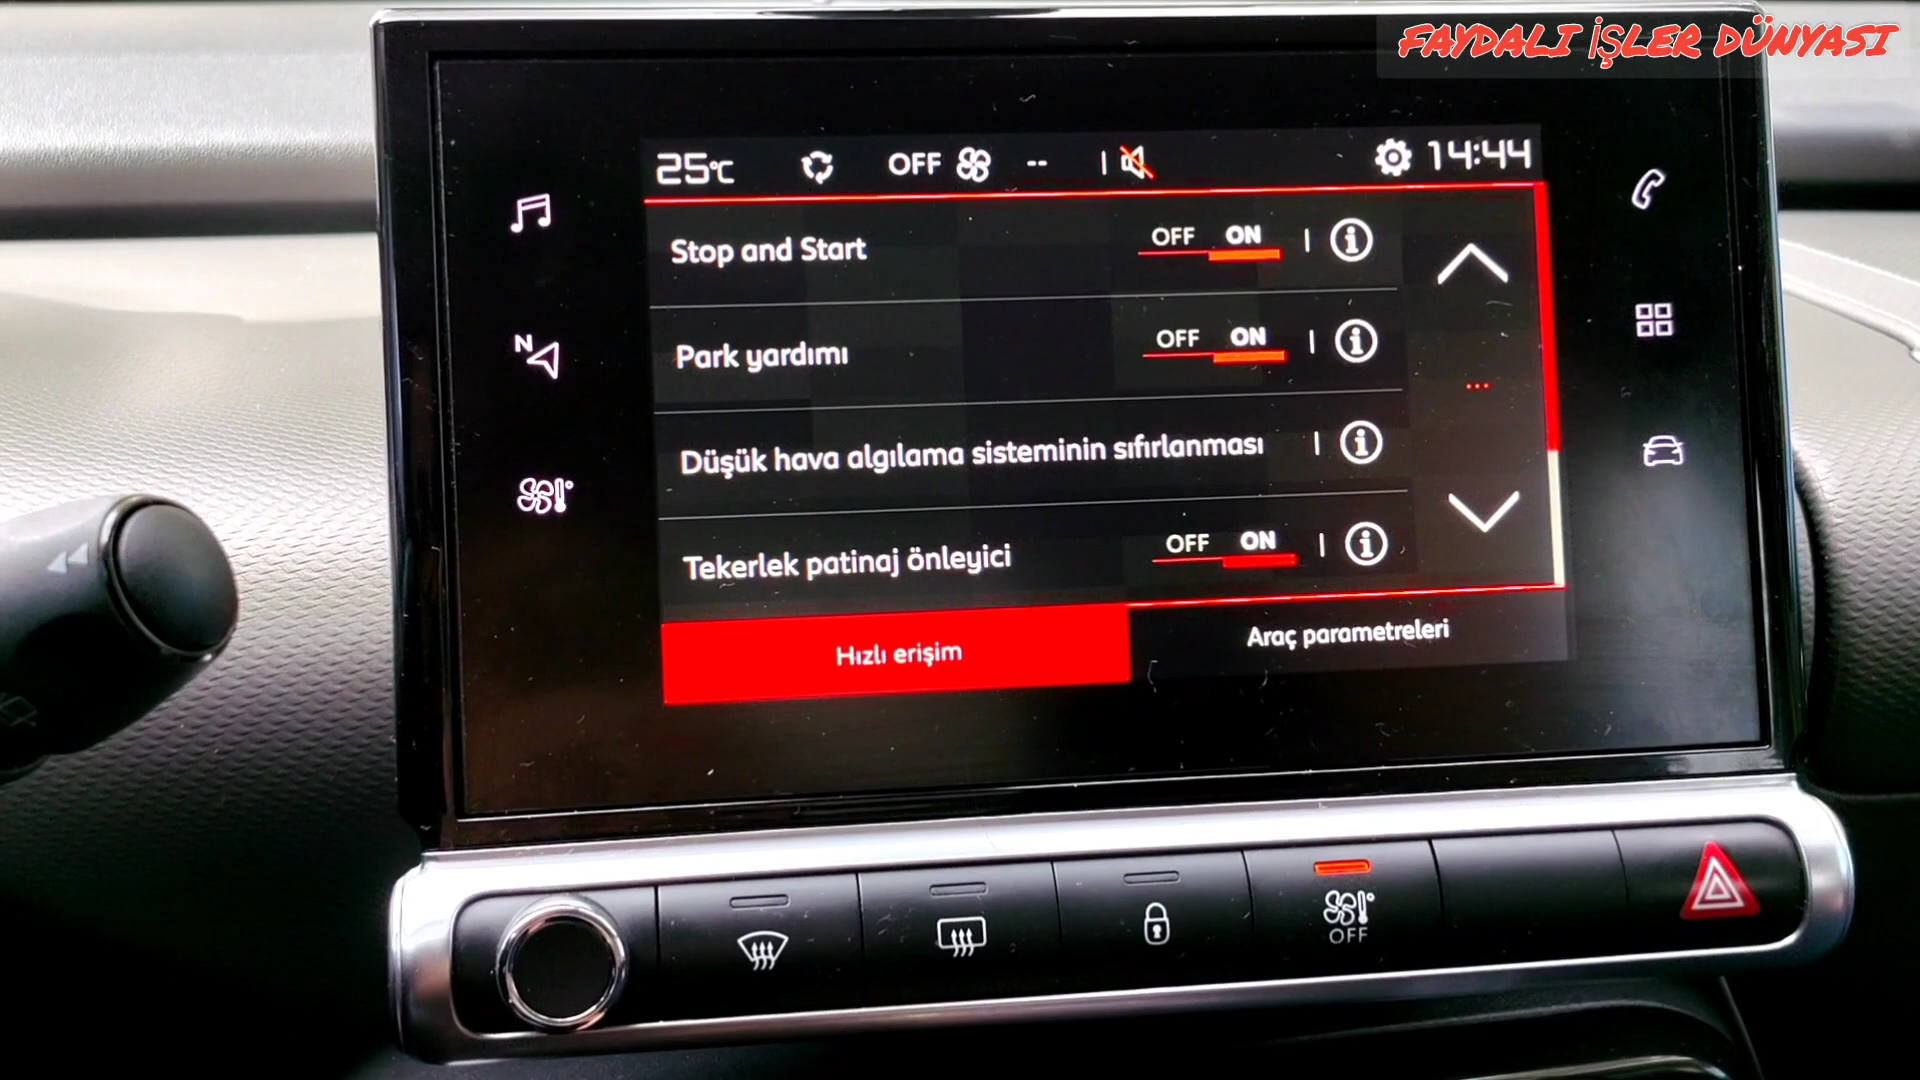 FAYDALI İŞLER DÜNYASI
25°C OFF -- 14:44
Stop and Start OFF ON
Park yardımı OFF ON
Düşük hava algılama sisteminin sıfırlanması
Tekerlek patinaj önleyici OFF ON
Hızlı erişim Araç parametreleri
N
OFF